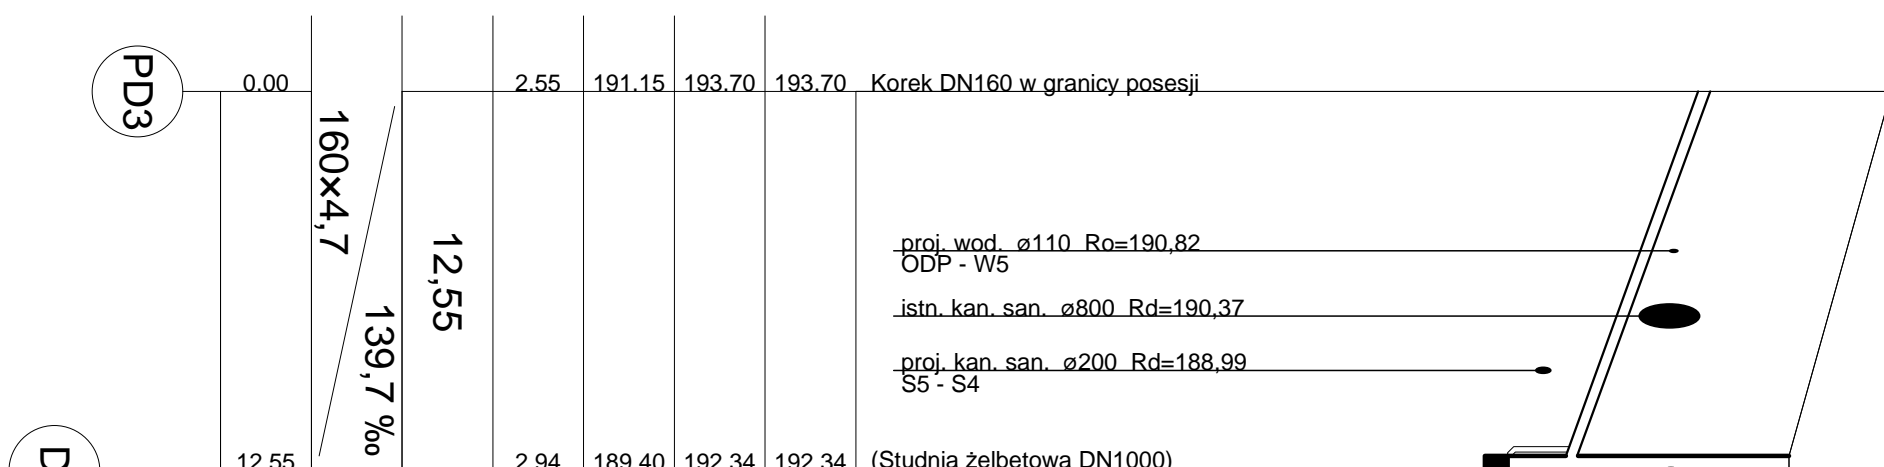 PD3
0.00
2.55
191.15
193.70
193.70
Korek DN160 w granicy posesji
160×4,7
139,7 ‰
12,55
proj. wod. ø110 Ro=190,82
ODP - W5
istn. kan. san. ø800 Rd=190,37
proj. kan. san. ø200 Rd=188,99
S5 - S4
D
12.55
2.94
189.40
192.34
192.34
(Studnia żelbetowa DN1000)